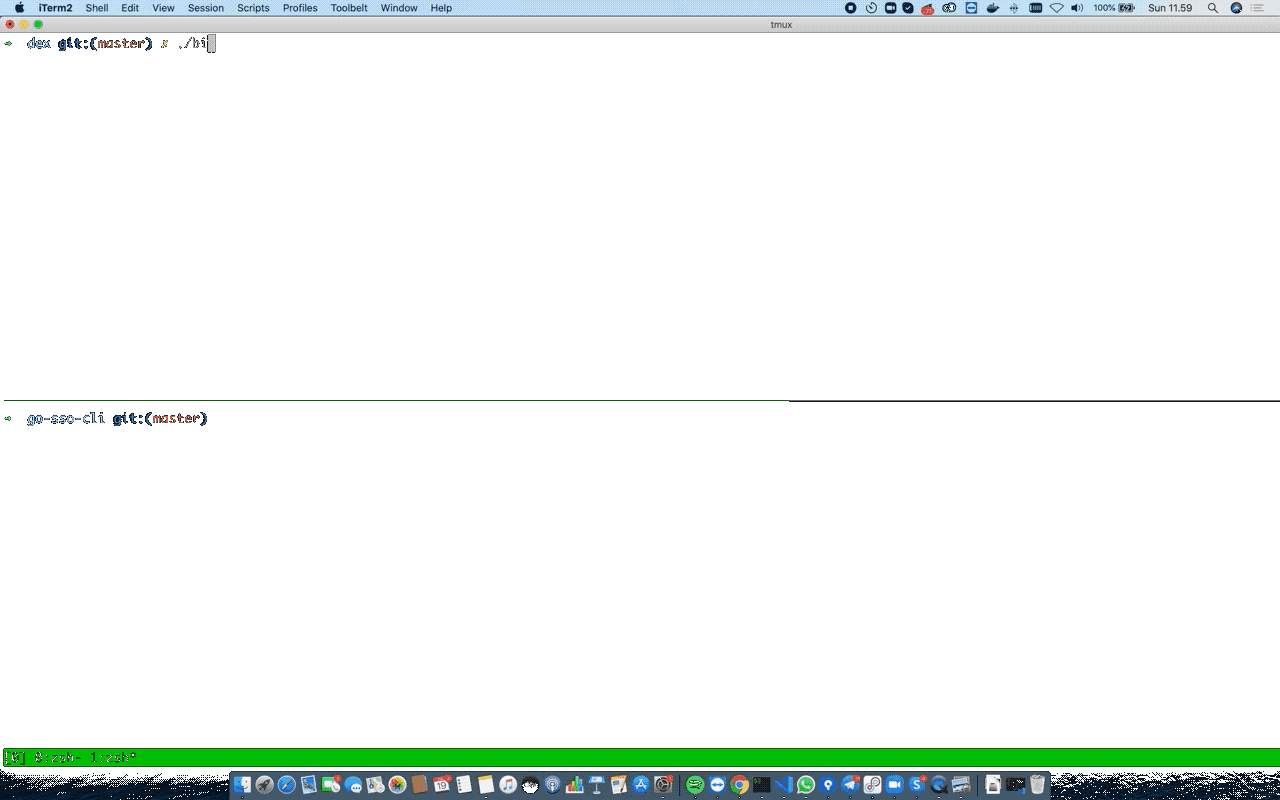 iTerm2 Shell Edit View Session Scripts Profiles Toolbelt Window Help 100% Sun 11.59
tmux
➜ dex git:(master) ✗ ./bi
➜ go-sso-cli git:(master)
[0] 0:zsh- 1:zsh*
19